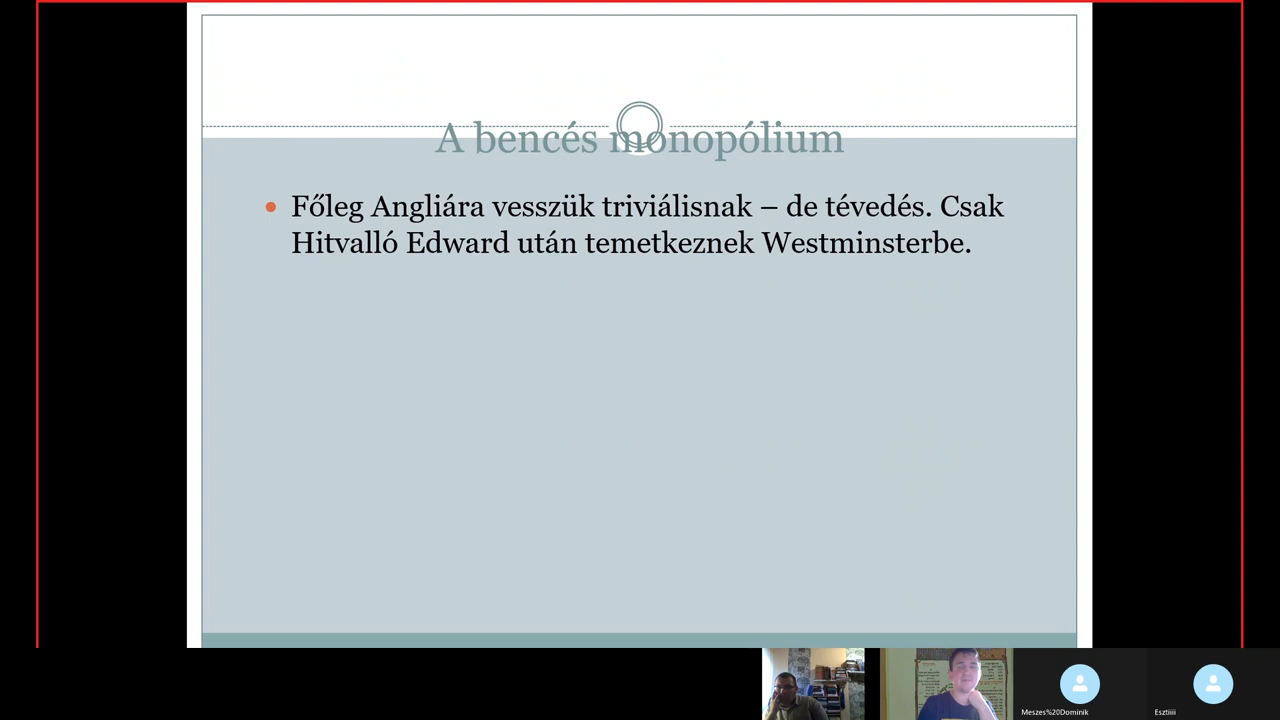 A bencés monopólium
Főleg Angliára vesszük triviálisnak – de tévedés. Csak
Hitvalló Edward után temetkeznek Westminsterbe.
Meszes%20Dominik
Esztiiii